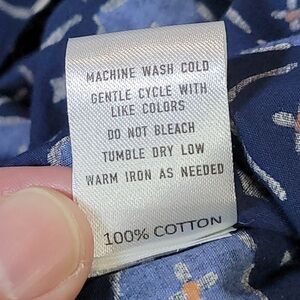 MACHINE WASH COLD
GENTLE CYCLE WITH
LIKE COLORS
DO NOT BLEACH
TUMBLE DRY LOW
WARM IRON AS NEEDED
100% COTTON